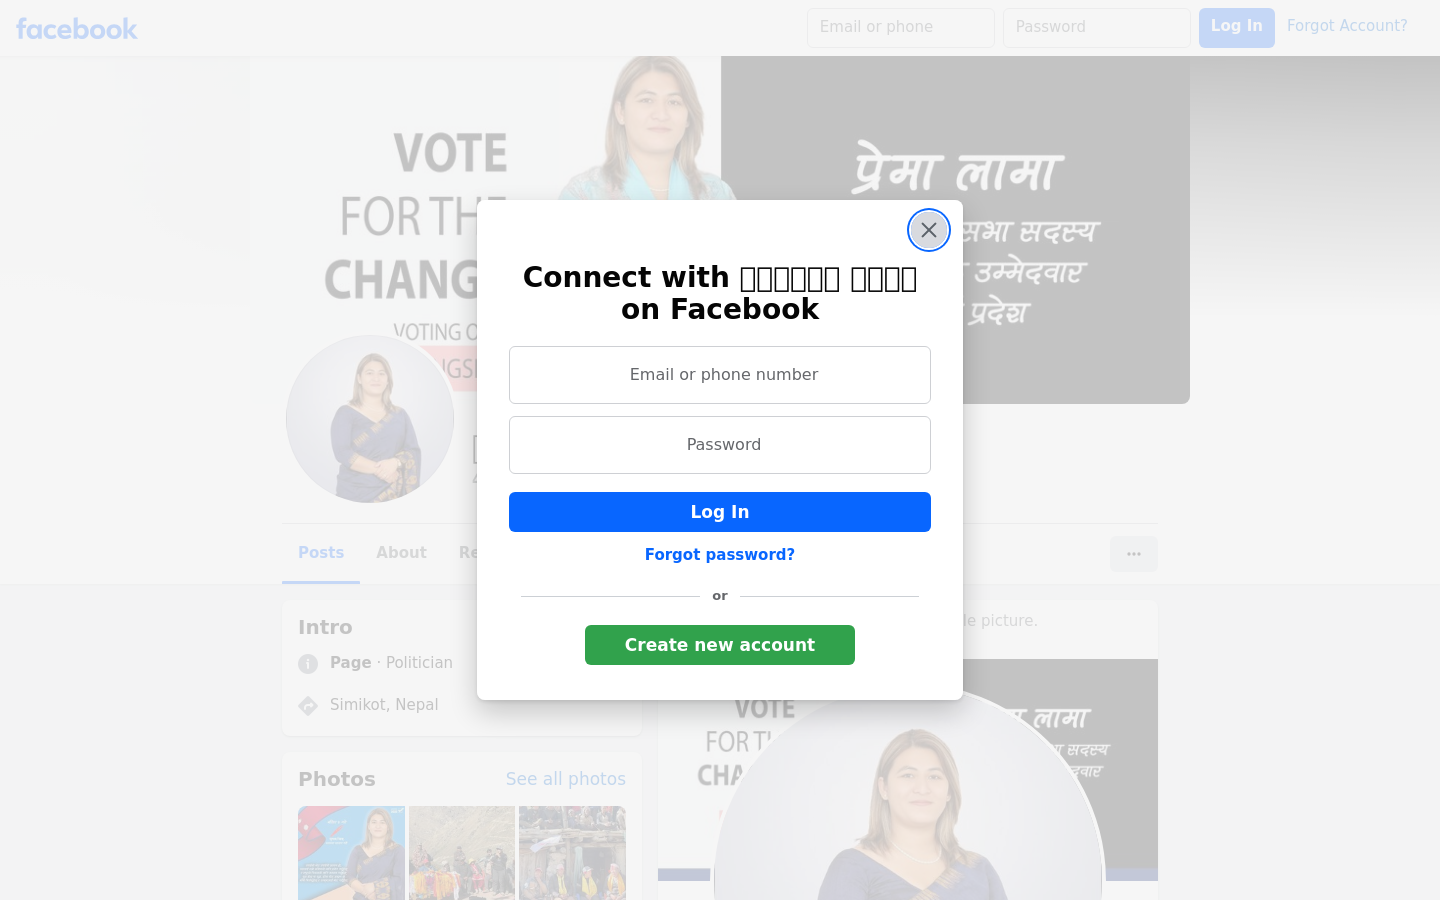 facebook
Email or phone
Password
Log In
Forgot Account?
VOTE
FOR THE
CHANG
VOTING O
प्रेमा लामा
सभा सदस्य
उम्मेदवार
प्रदेश
Connect with
on Facebook
Email or phone number
Password
Log In
Forgot password?
or
Create new account
Posts
About
Re
Intro
Page · Politician
Simikot, Nepal
Photos
See all photos
le picture.
VOTE
FOR TH
CHA
लामा
सदस्य